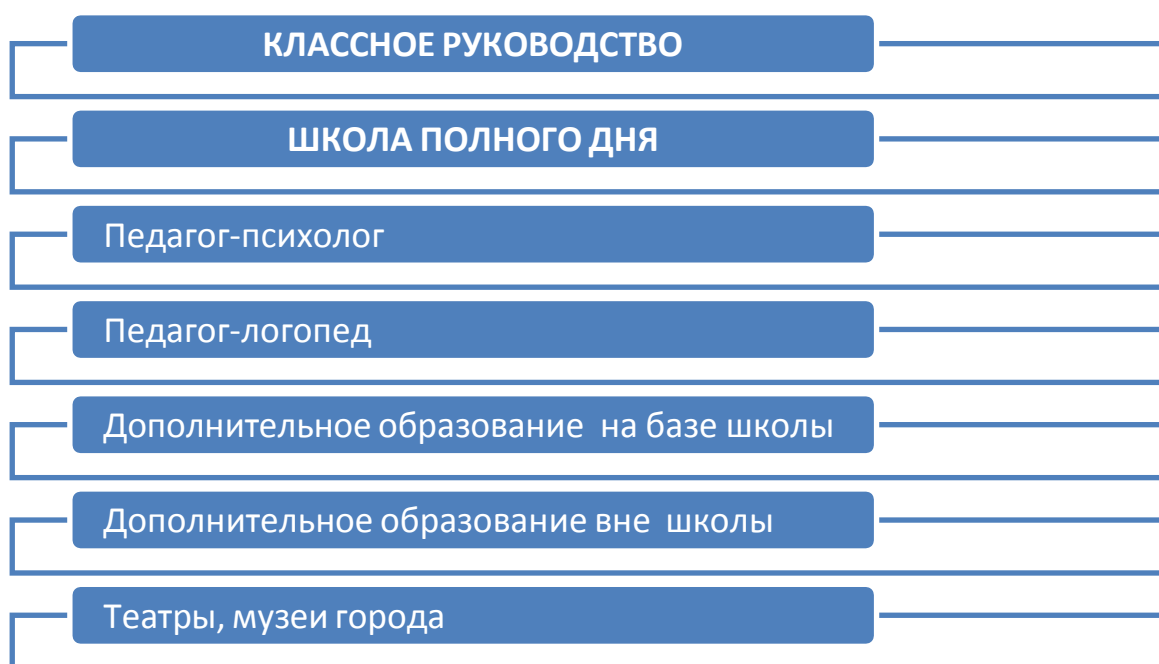 КЛАССНОЕ РУКОВОДСТВО
ШКОЛА ПОЛНОГО ДНЯ
Педагог-психолог
Педагог-логопед
Дополнительное образование на базе школы
Дополнительное образование вне школы
Театры, музеи города